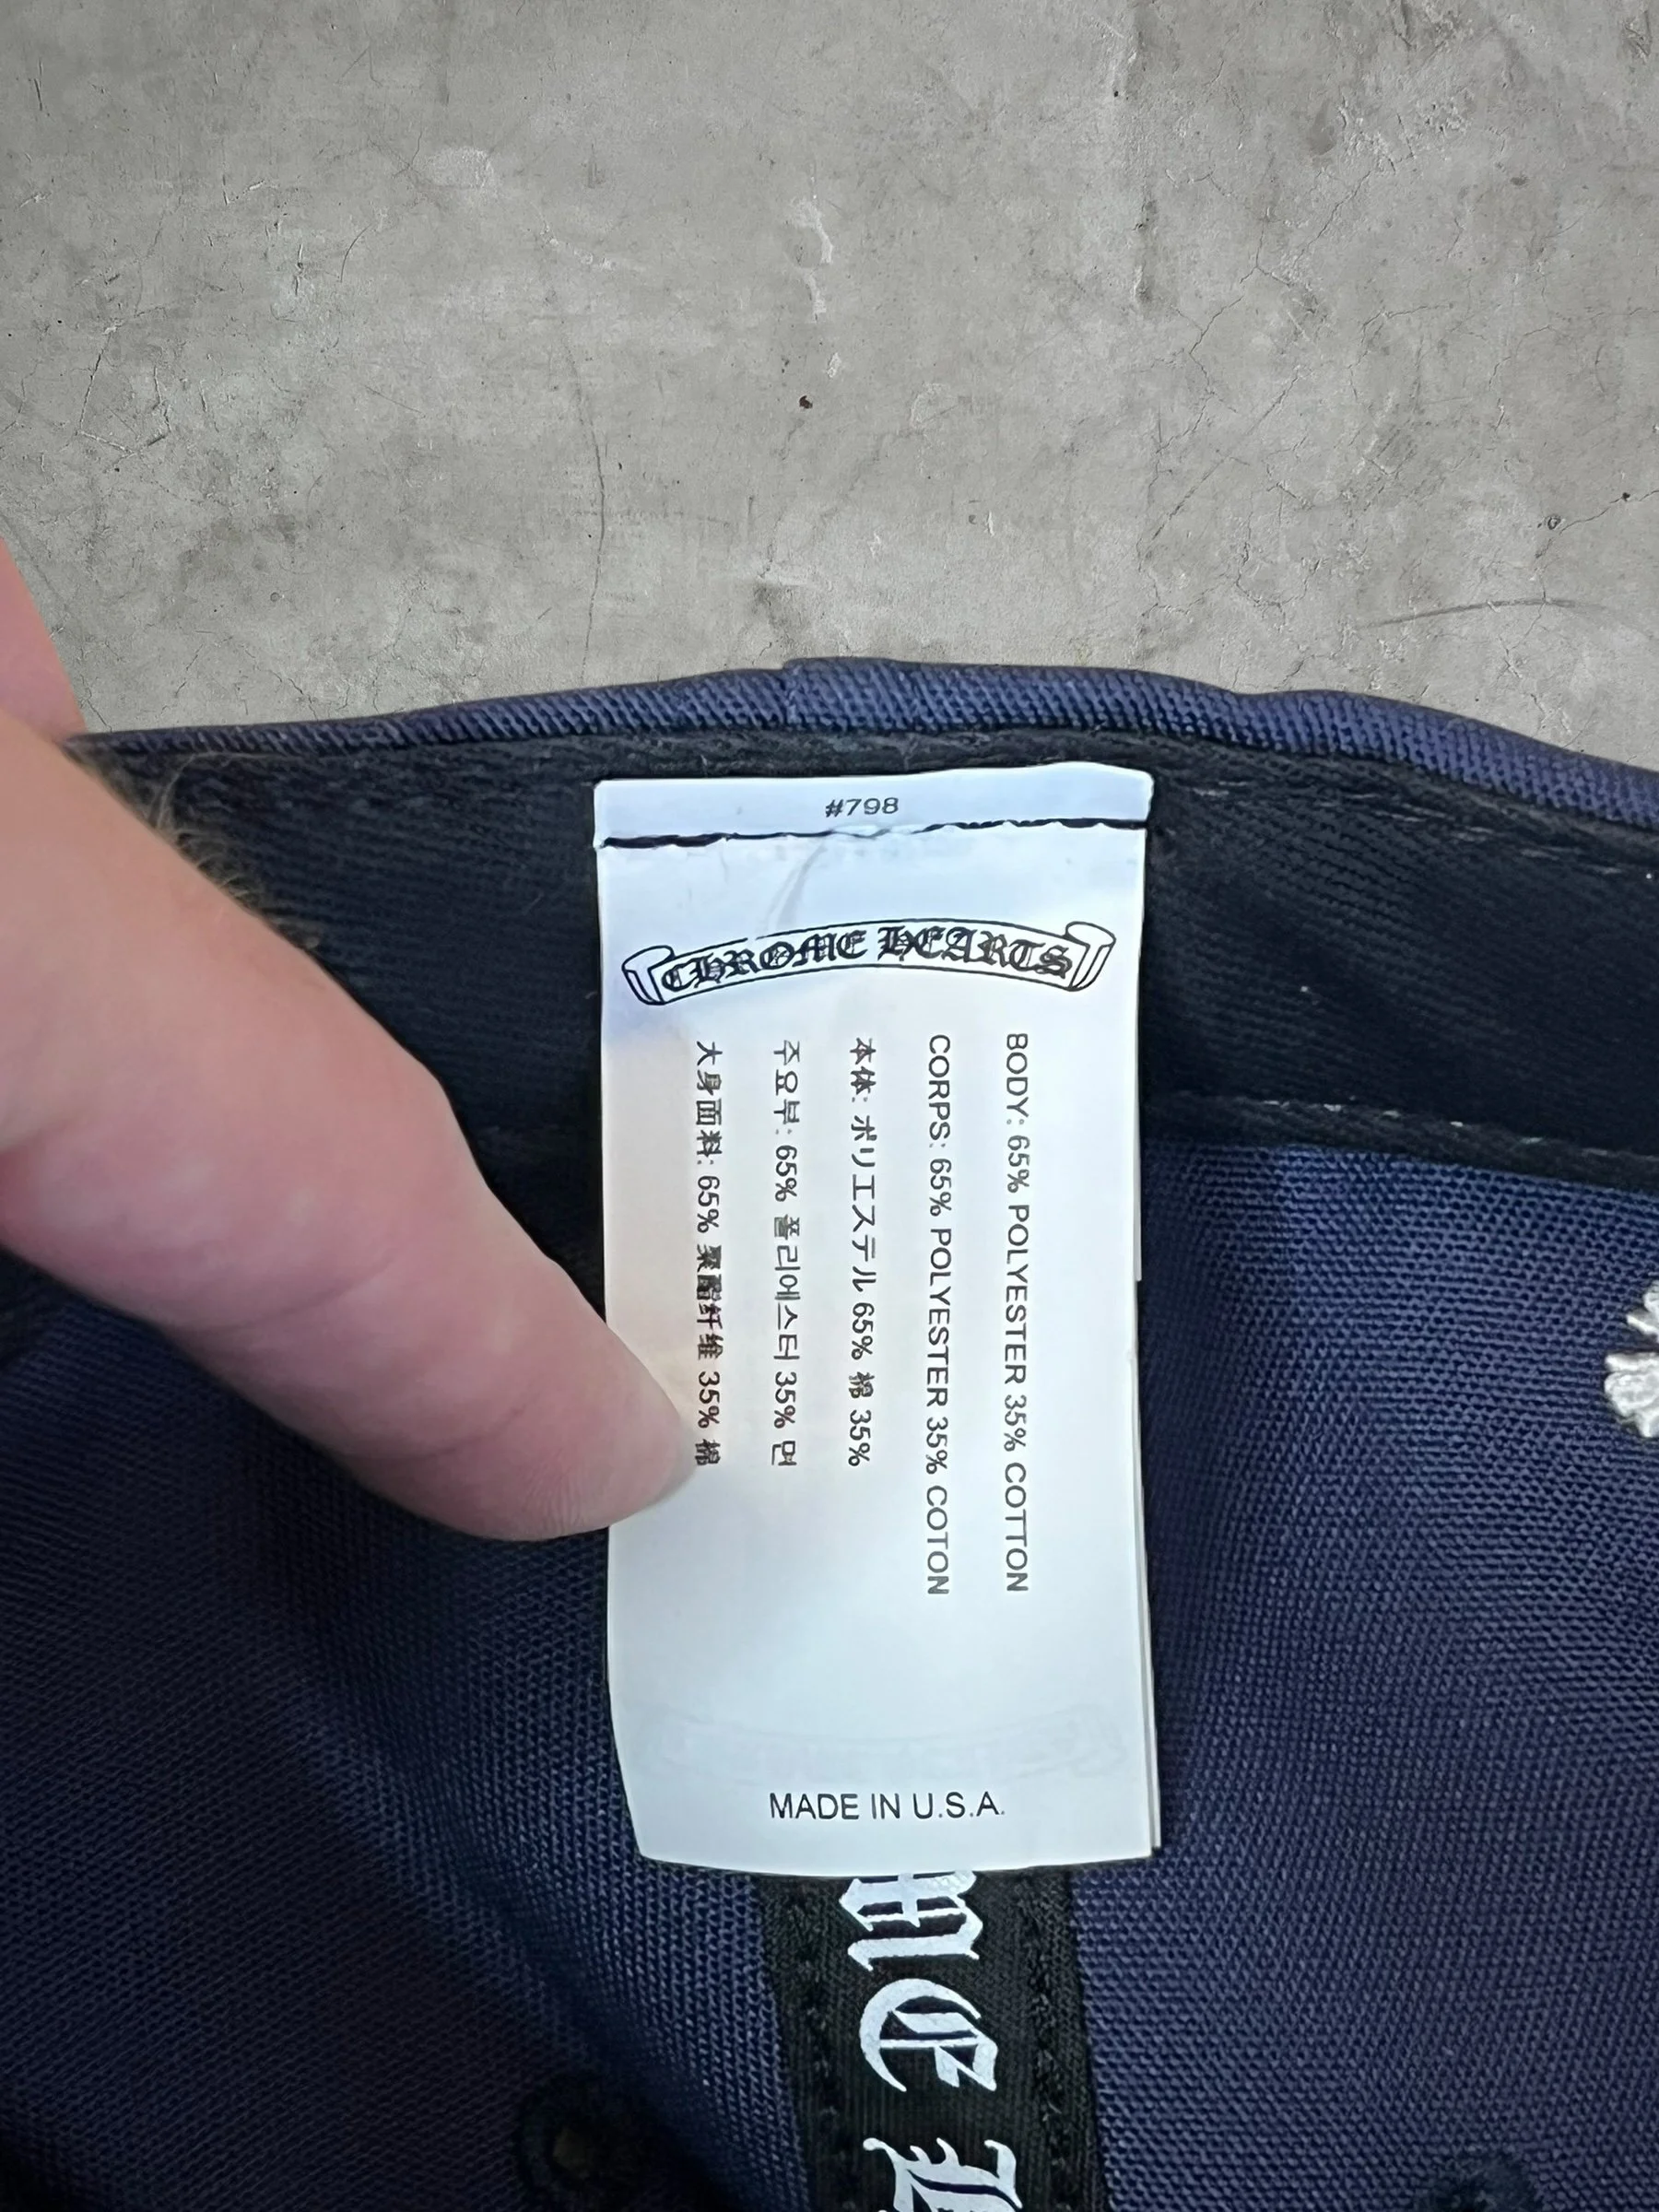 #798
CHROME HEARTS
BODY: 65% POLYESTER 35% COTTON
CORPS: 65% POLYESTER 35% COTON
本体: ポリエステル 65% 綿 35%
주요부: 65% 폴리에스터 35% 면
大身面料: 65% 聚酯纤维 35% 棉
MADE IN U.S.A.